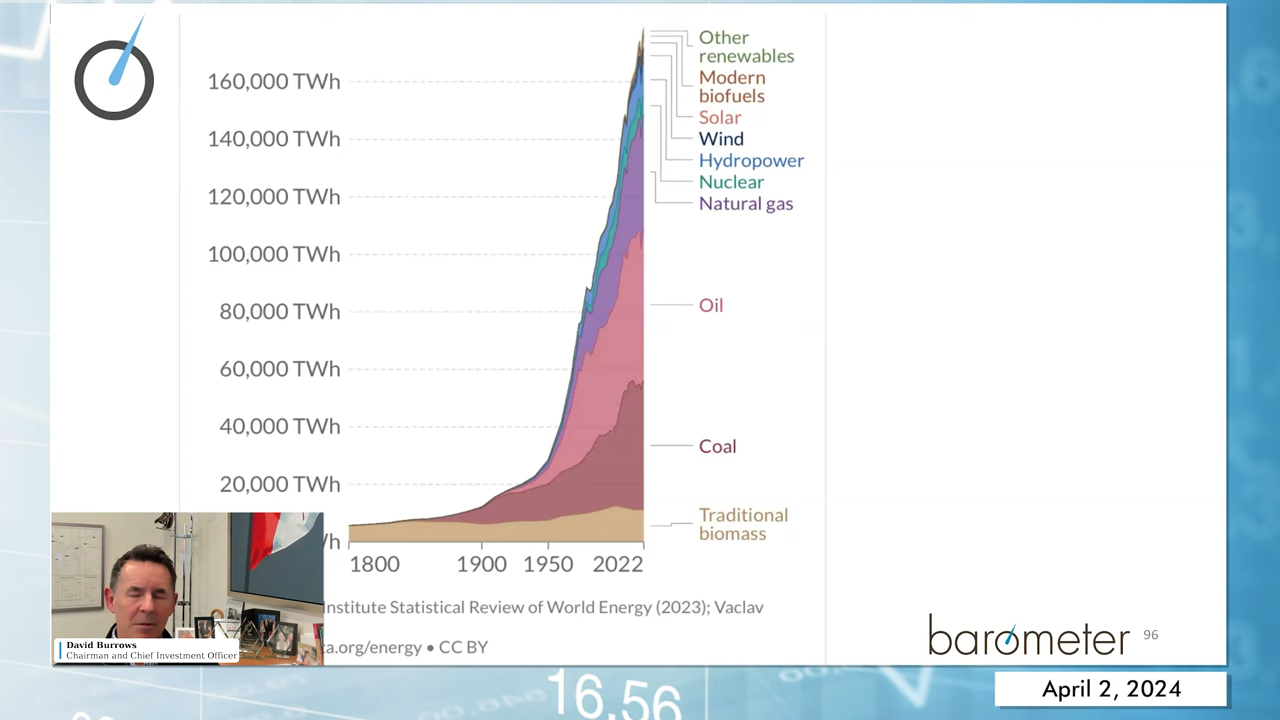 Other
renewables
Modern
biofuels
Solar
Wind
Hydropower
Nuclear
Natural gas
Oil
Coal
Traditional
biomass
160,000 TWh
140,000 TWh
120,000 TWh
100,000 TWh
80,000 TWh
60,000 TWh
40,000 TWh
20,000 TWh
1800 1900 1950 2022
Institute Statistical Review of World Energy (2023); Vaclav
ta.org/energy • CC BY
David Burrows
Chairman and Chief Investment Officer
barometer
96
April 2, 2024
16,56